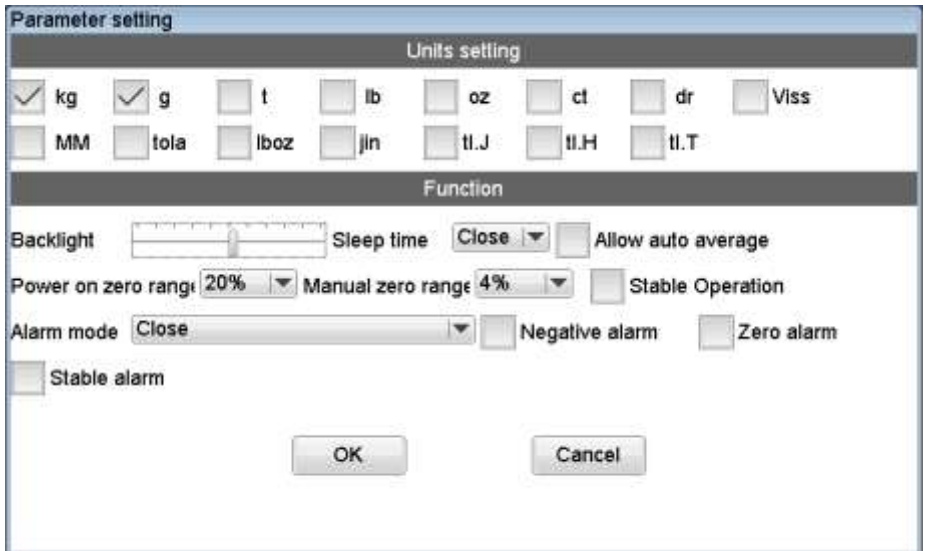 Parameter setting
Units setting
kg g t lb oz ct dr Viss
MM tola lboz jin tl.J tl.H tl.T
Function
Backlight Sleep time Close Allow auto average
Power on zero range 20% Manual zero range 4% Stable Operation
Alarm mode Close Negative alarm Zero alarm
Stable alarm
OK Cancel